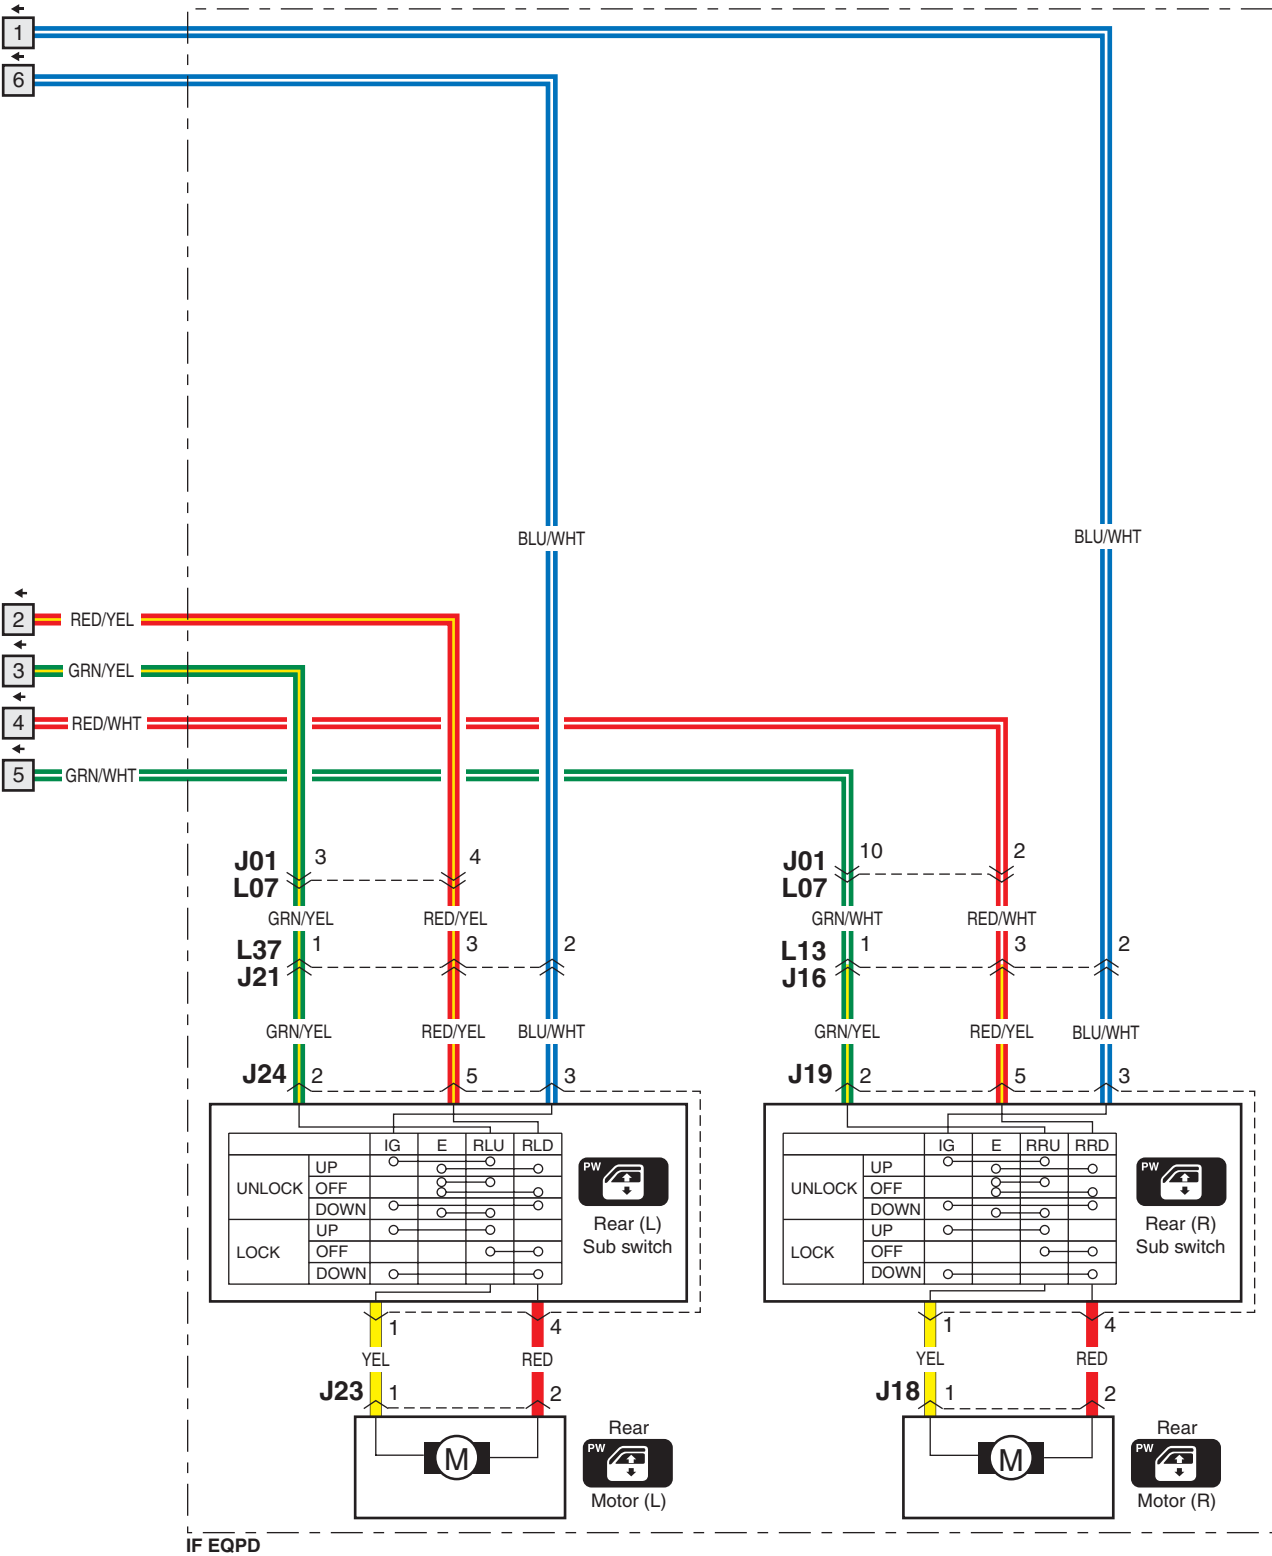 1
6
BLU/WHT
BLU/WHT
2 RED/YEL
3 GRN/YEL
4 RED/WHT
5 GRN/WHT
J01 3 4
L07
J01 10 2
L07
GRN/YEL RED/YEL
GRN/WHT RED/WHT
L37 1 3 2
J21
L13 1 3 2
J16
GRN/YEL RED/YEL BLU/WHT
GRN/YEL RED/YEL BLU/WHT
J24 2 5 3
J19 2 5 3
IG E RLU RLD
UNLOCK
UP
OFF
DOWN
LOCK
UP
OFF
DOWN
PW
Rear (L)
Sub switch
IG E RRU RRD
UNLOCK
UP
OFF
DOWN
LOCK
UP
OFF
DOWN
PW
Rear (R)
Sub switch
1 4
YEL RED
J23 1 2
M
Rear
PW
Motor (L)
1 4
YEL RED
J18 1 2
M
Rear
PW
Motor (R)
IF EQPD